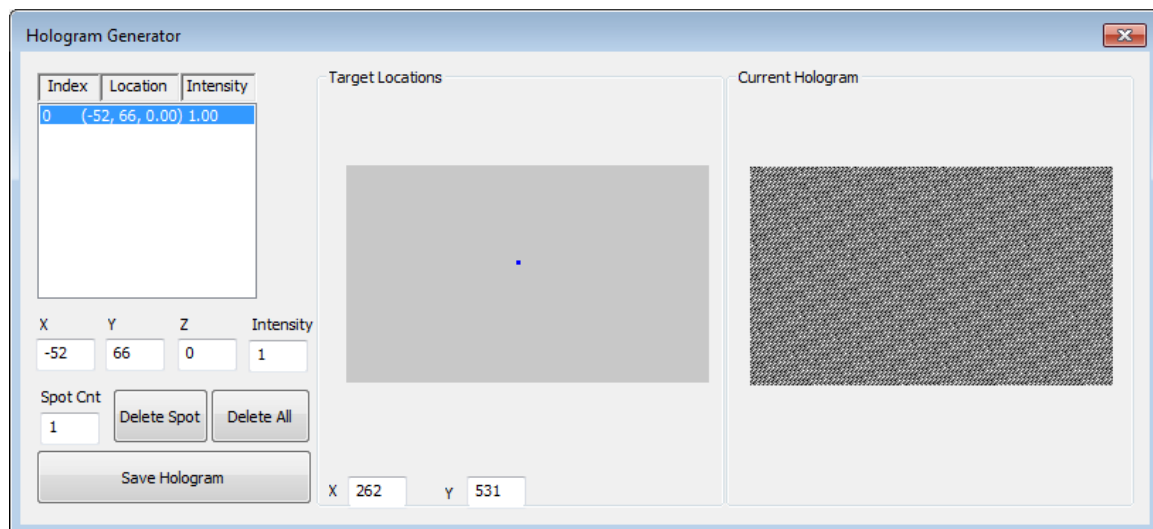 Hologram Generator
Index Location Intensity
0 (-52, 66, 0.00) 1.00
X Y Z Intensity
-52 66 0 1
Spot Cnt
1
Delete Spot
Delete All
Save Hologram
Target Locations
X 262 Y 531
Current Hologram